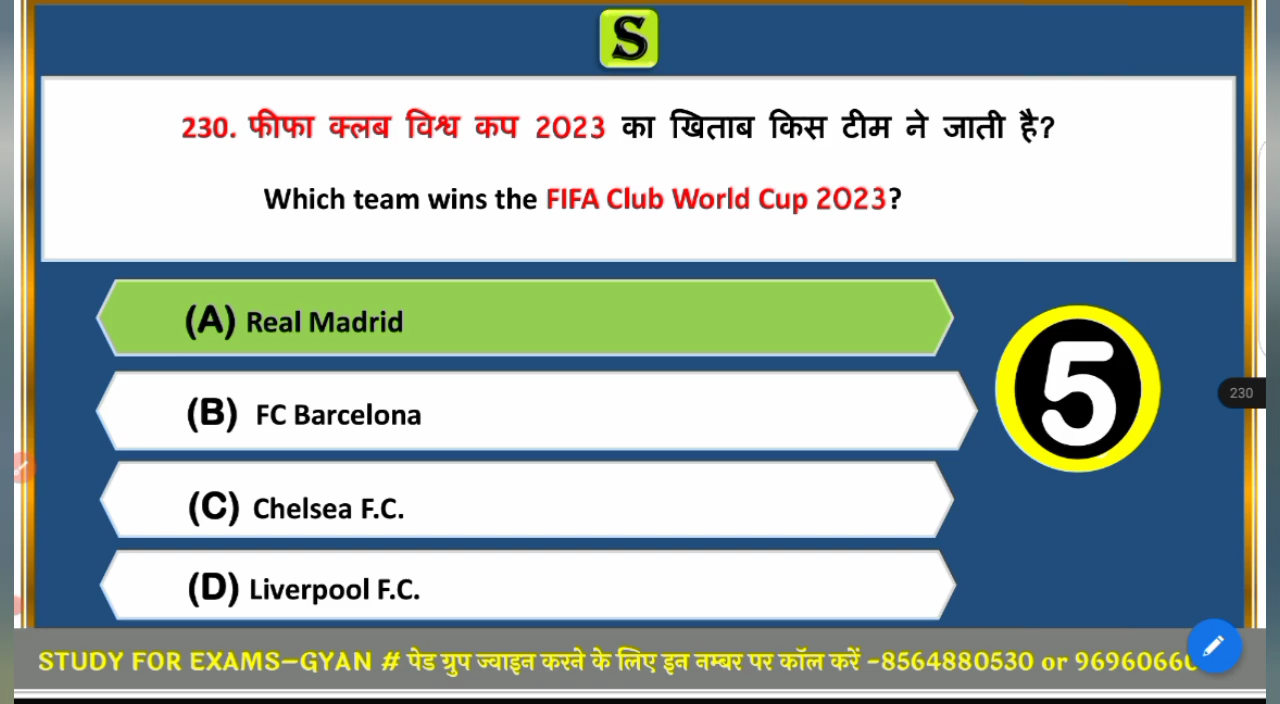 S
230. फीफा क्लब विश्व कप 2023 का खिताब किस टीम ने जाती है?
Which team wins the FIFA Club World Cup 2023?
(A) Real Madrid
(B) FC Barcelona
5
230
(C) Chelsea F.C.
(D) Liverpool F.C.
STUDY FOR EXAMS–GYAN # पेड ग्रुप ज्वाइन करने के लिए इन नम्बर पर कॉल करें -8564880530 or